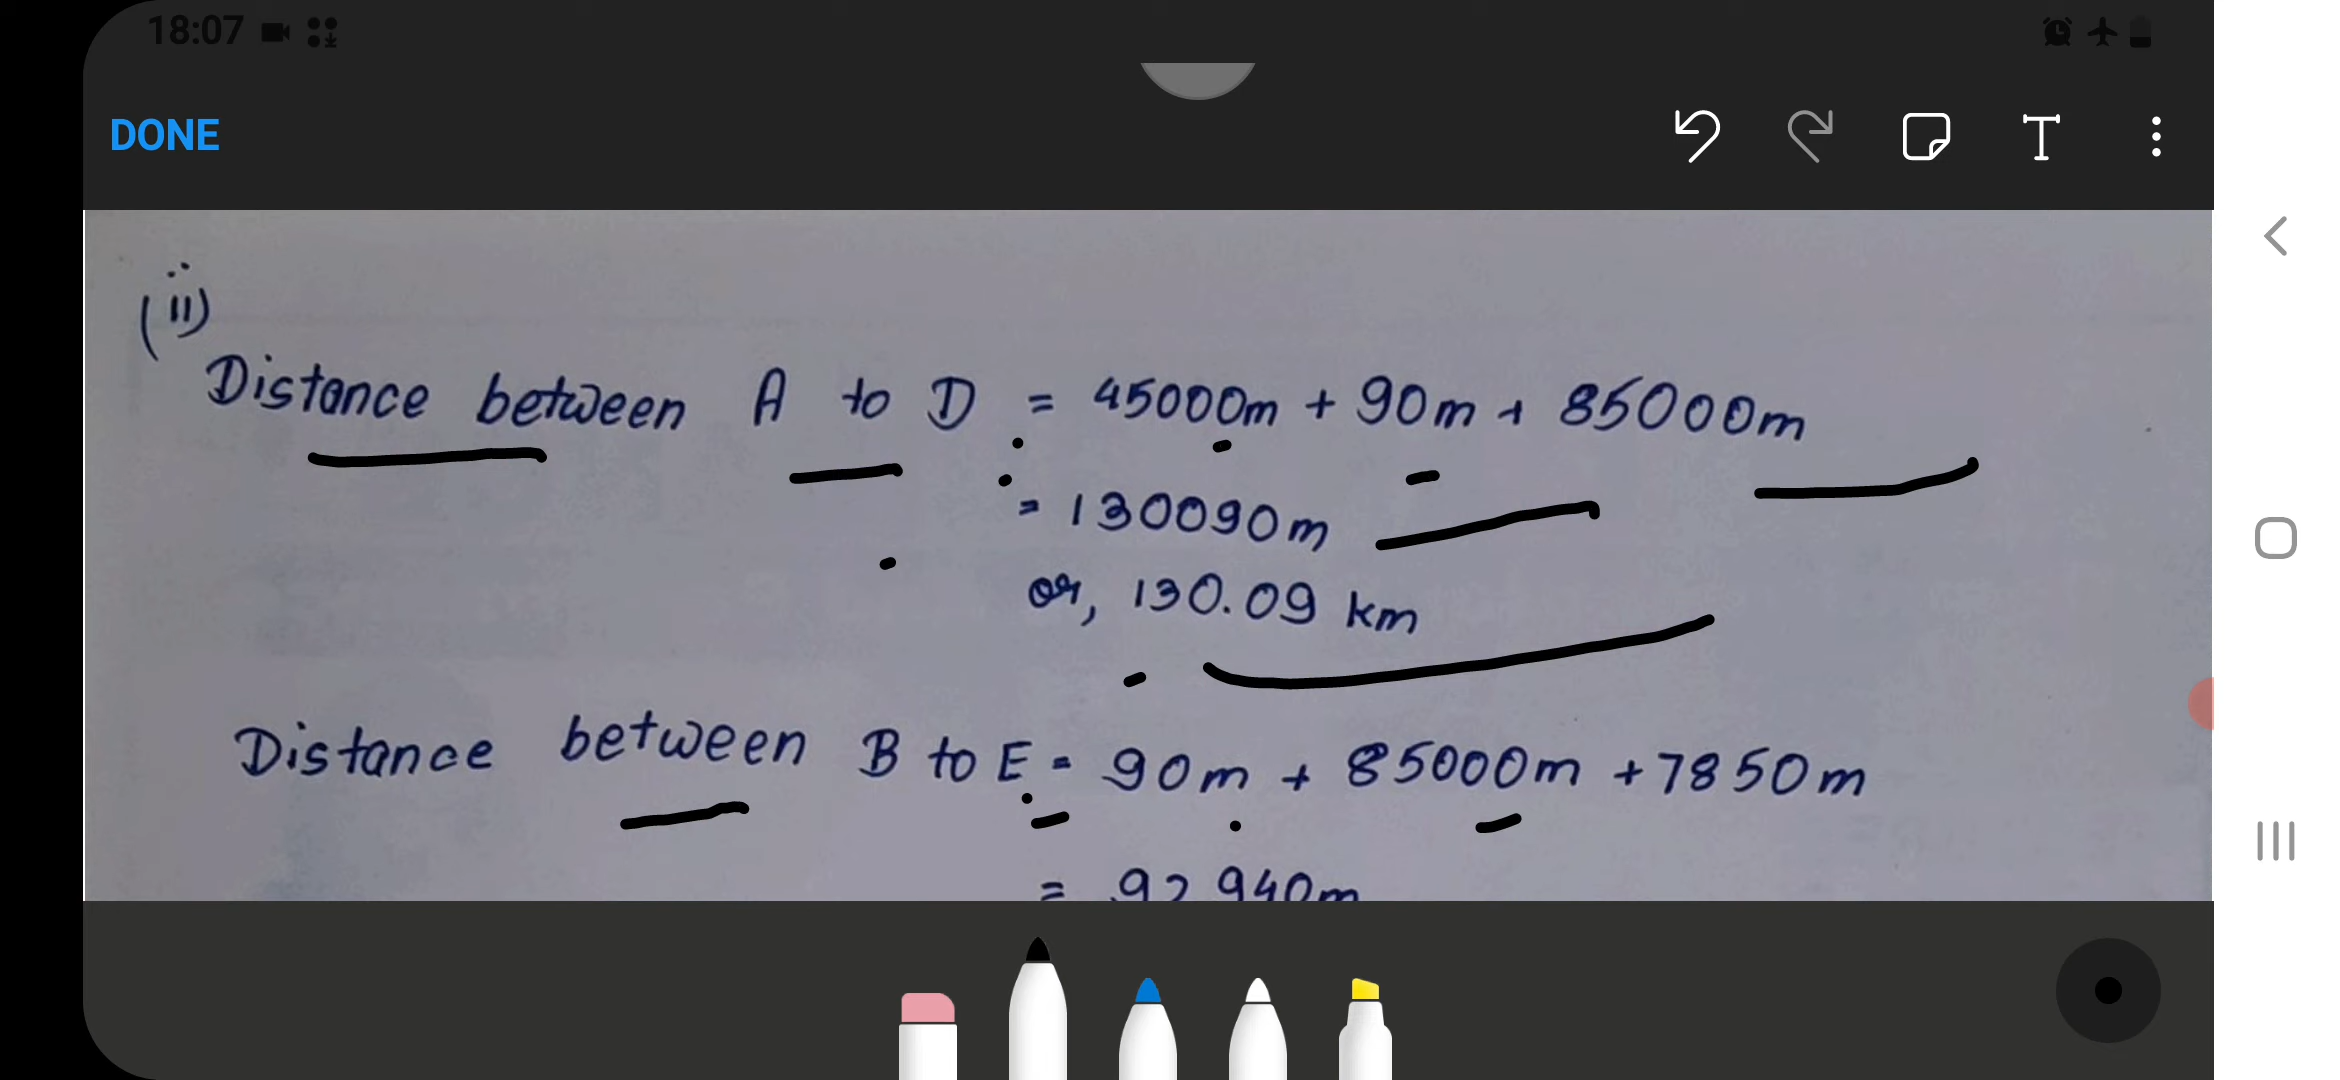 18:07
DONE
T
(ii)
Distance between A to D = 45000m + 90m + 85000m
= 130090m
or, 130.09 km
Distance between B to E = 90m + 85000m + 7850m
= 92940m